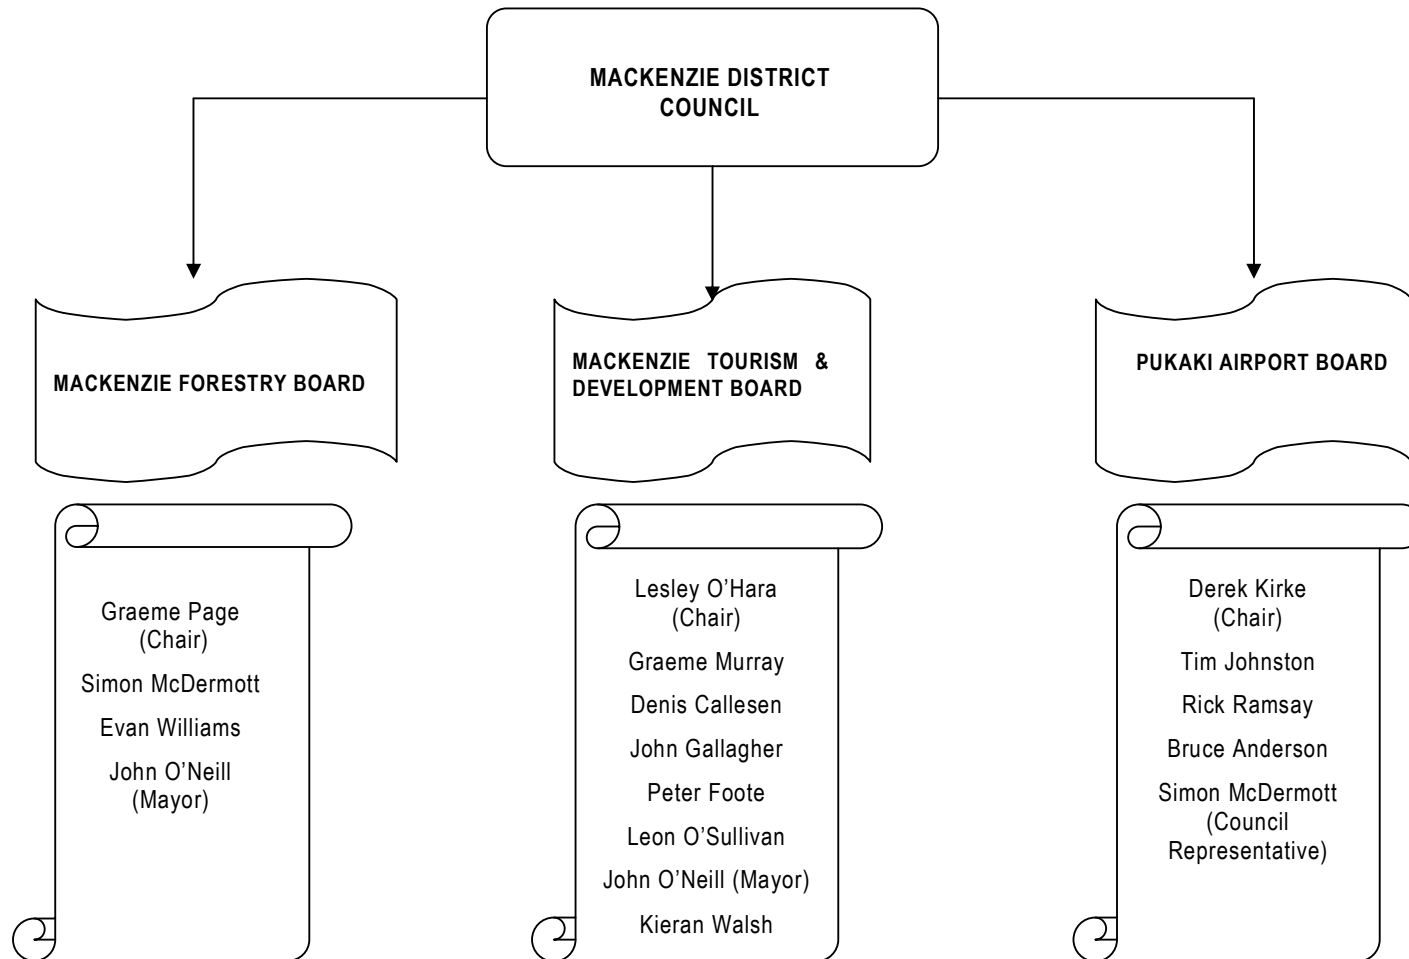 MACKENZIE DISTRICT
COUNCIL
MACKENZIE FORESTRY BOARD
MACKENZIE TOURISM &
DEVELOPMENT BOARD
PUKAKI AIRPORT BOARD
Graeme Page
(Chair)
Simon McDermott
Evan Williams
John O’Neill
(Mayor)
Lesley O’Hara
(Chair)
Graeme Murray
Denis Callesen
John Gallagher
Peter Foote
Leon O’Sullivan
John O’Neill (Mayor)
Kieran Walsh
Derek Kirke
(Chair)
Tim Johnston
Rick Ramsay
Bruce Anderson
Simon McDermott
(Council
Representative)